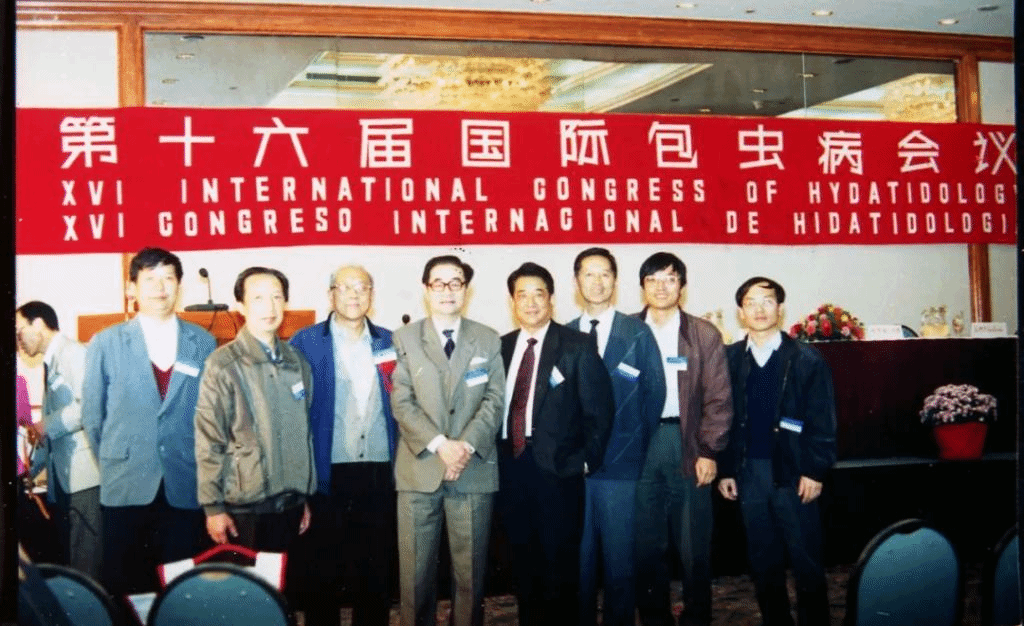 第十六届国际包虫病会议
XVI INTERNATIONAL CONGRESS OF HYDATIDOLOGY
XVI CONGRESO INTERNACIONAL DE HIDATIDOLOGI